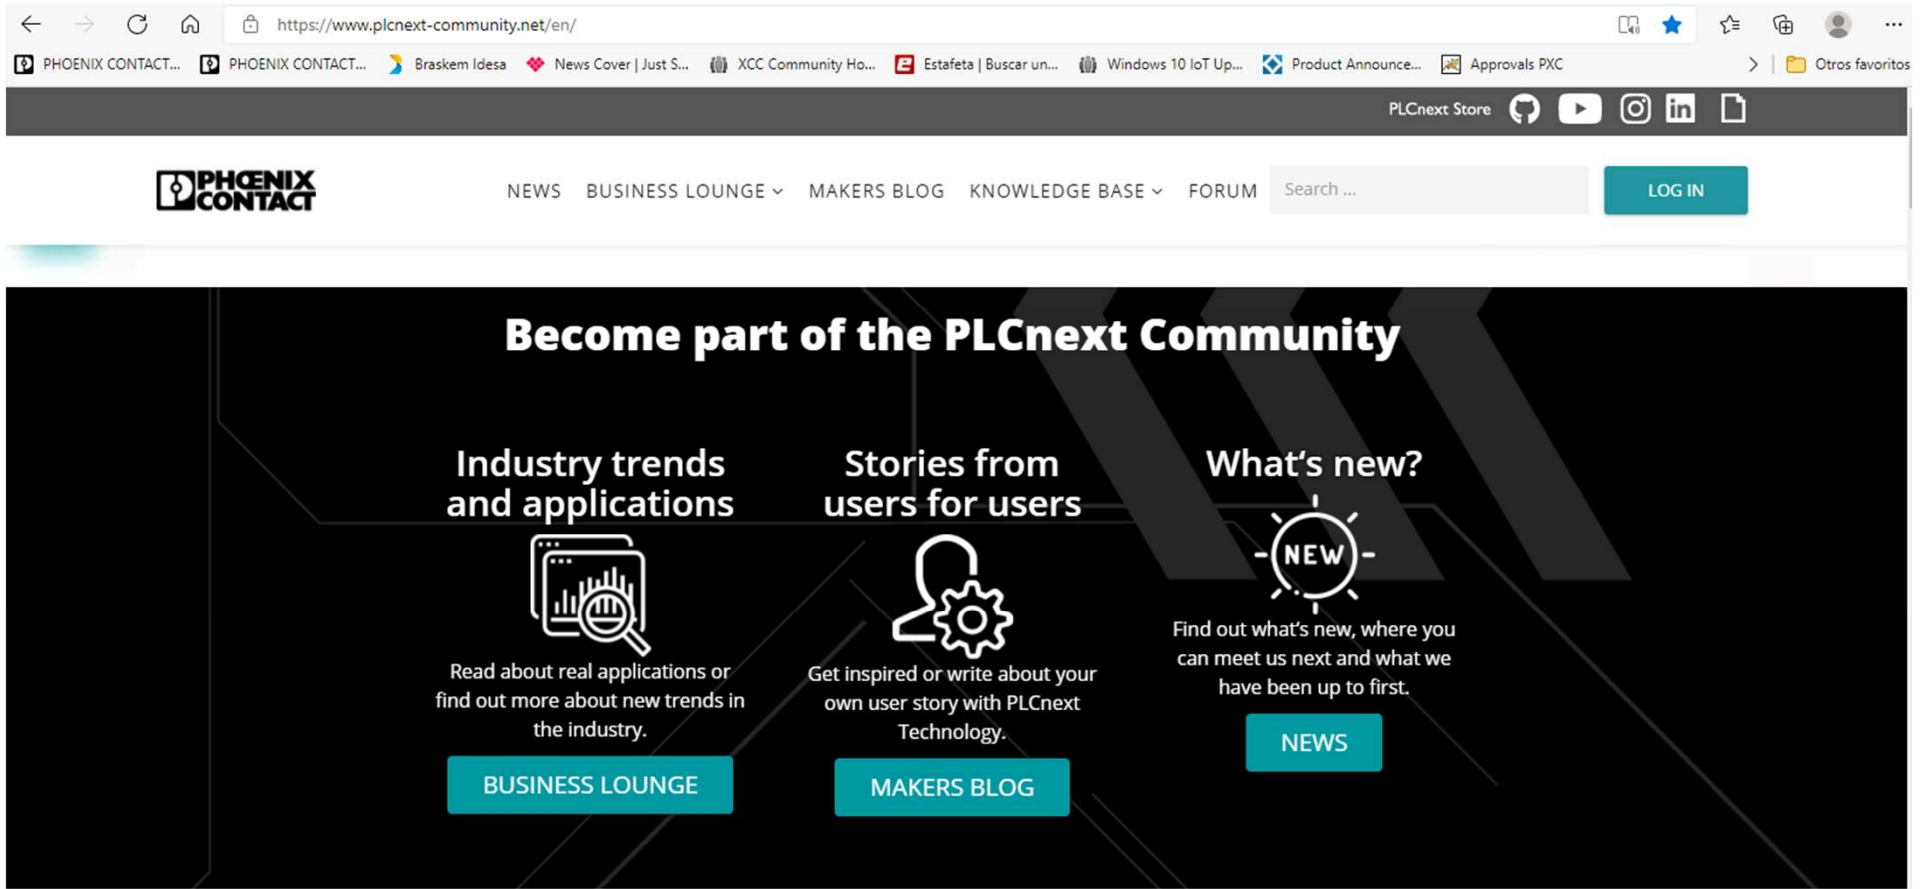 https://www.plcnext-community.net/en/
PHOENIX CONTACT... PHOENIX CONTACT... Braskem Idesa News Cover | Just S... XCC Community Ho... Estafeta | Buscar un... Windows 10 IoT Up... Product Announce... Approvals PXC Otros favoritos
PLCnext Store
PHŒNIX
CONTACT
NEWS BUSINESS LOUNGE MAKERS BLOG KNOWLEDGE BASE FORUM Search ... LOG IN
Become part of the PLCnext Community
Industry trends
and applications
Read about real applications or
find out more about new trends in
the industry.
BUSINESS LOUNGE
Stories from
users for users
Get inspired or write about your
own user story with PLCnext
Technology.
MAKERS BLOG
What‘s new?
NEW
Find out what‘s new, where you
can meet us next and what we
have been up to first.
NEWS